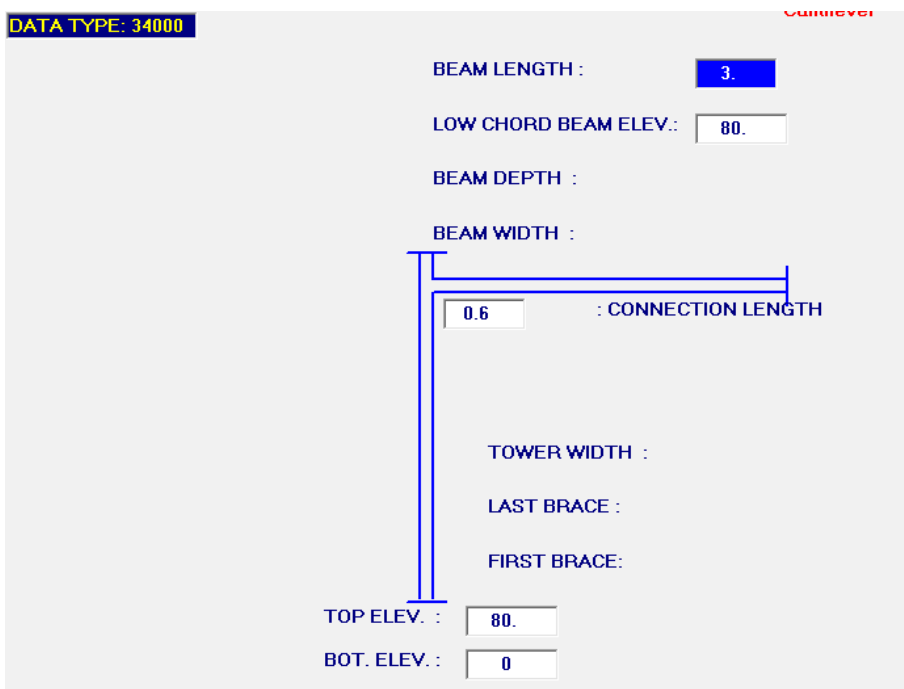 Cantilever
DATA TYPE: 34000
BEAM LENGTH : 3.
LOW CHORD BEAM ELEV.: 80.
BEAM DEPTH :
BEAM WIDTH :
0.6 : CONNECTION LENGTH
TOWER WIDTH :
LAST BRACE :
FIRST BRACE:
TOP ELEV. : 80.
BOT. ELEV. : 0